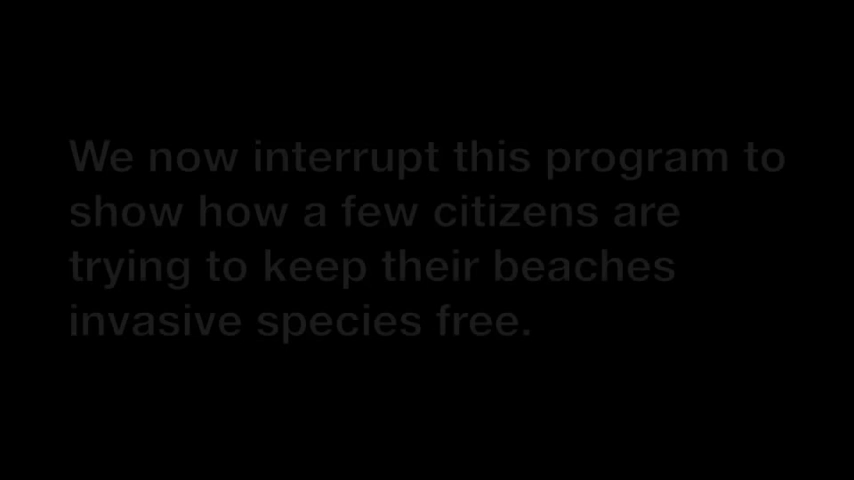 We now interrupt this program to
show how a few citizens are
trying to keep their beaches
invasive species free.